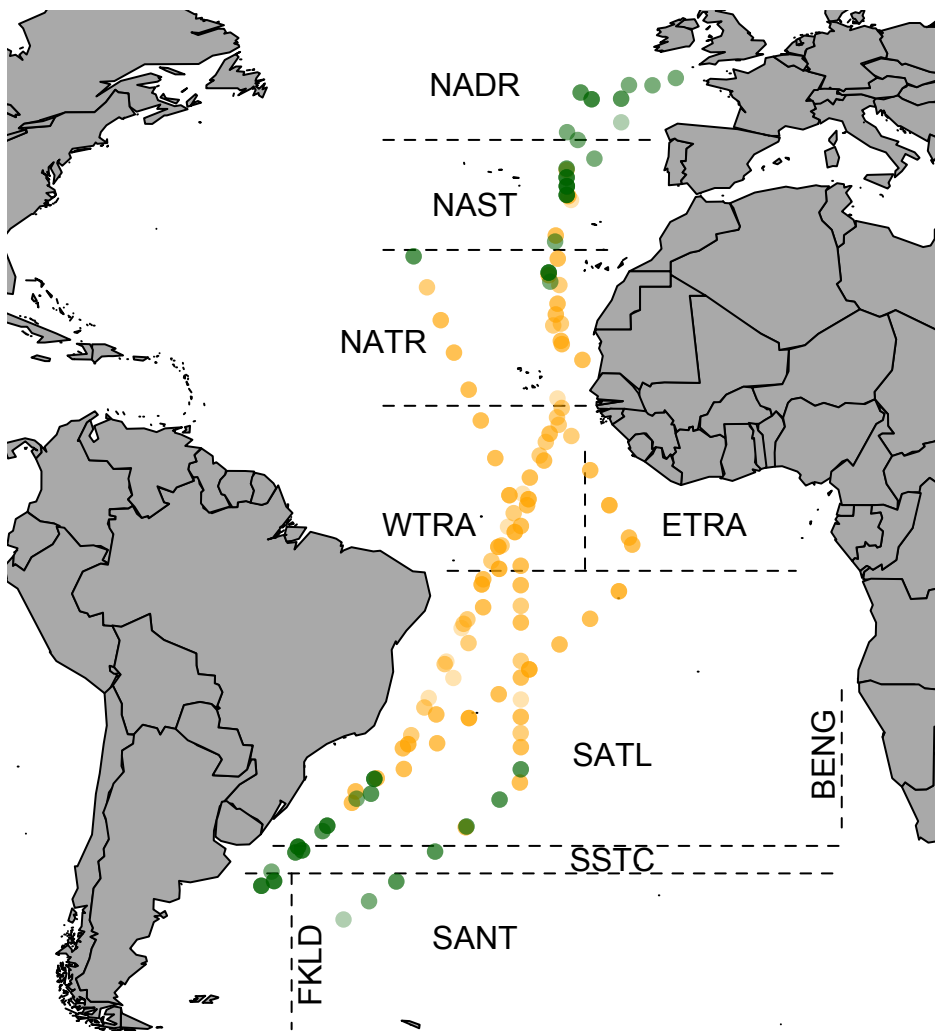 NADR
NAST
NATR
WTRA
ETRA
SATL
BENG
SSTC
SANT
FKLD